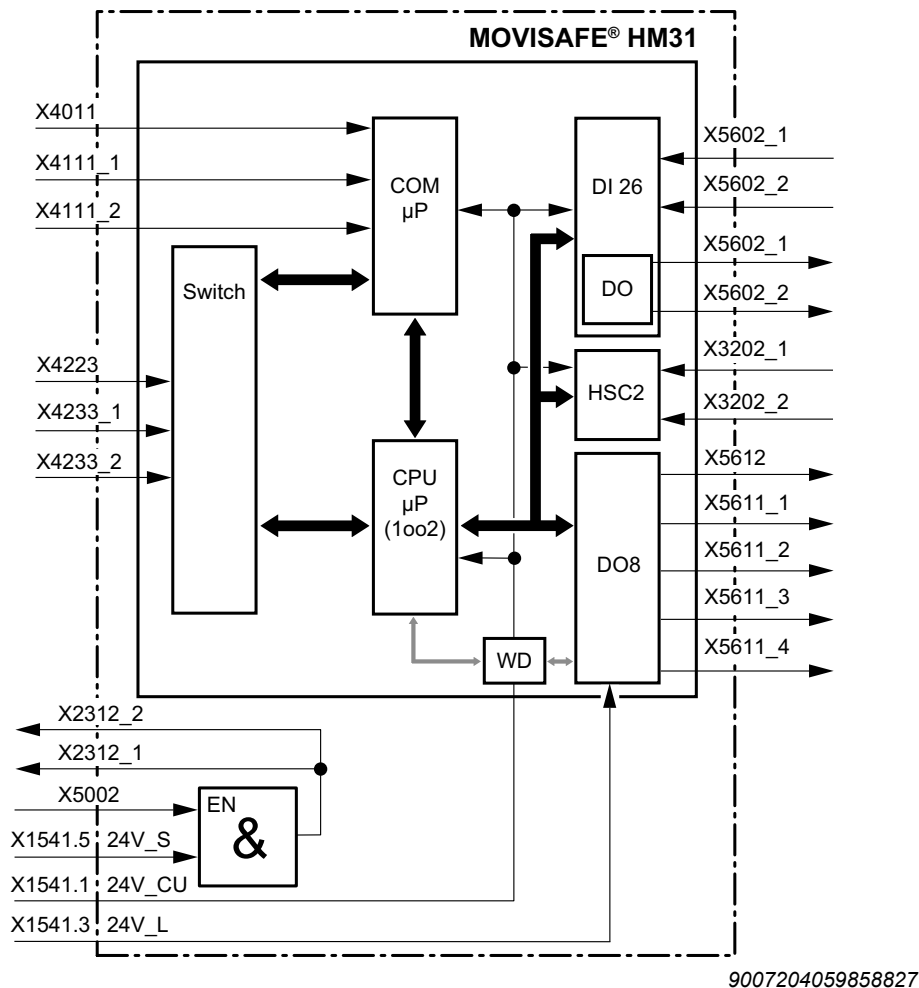 MOVISAFE® HM31
X4011
X4111_1
X4111_2
COM
µP
DI 26
DO
X5602_1
X5602_2
X5602_1
X5602_2
Switch
X4223
X4233_1
X4233_2
HSC2
X3202_1
X3202_2
CPU
µP
(1oo2)
DO8
X5612
X5611_1
X5611_2
X5611_3
X5611_4
WD
X2312_2
X2312_1
X5002
EN
&
X1541.5 24V_S
X1541.1 24V_CU
X1541.3 24V_L
9007204059858827